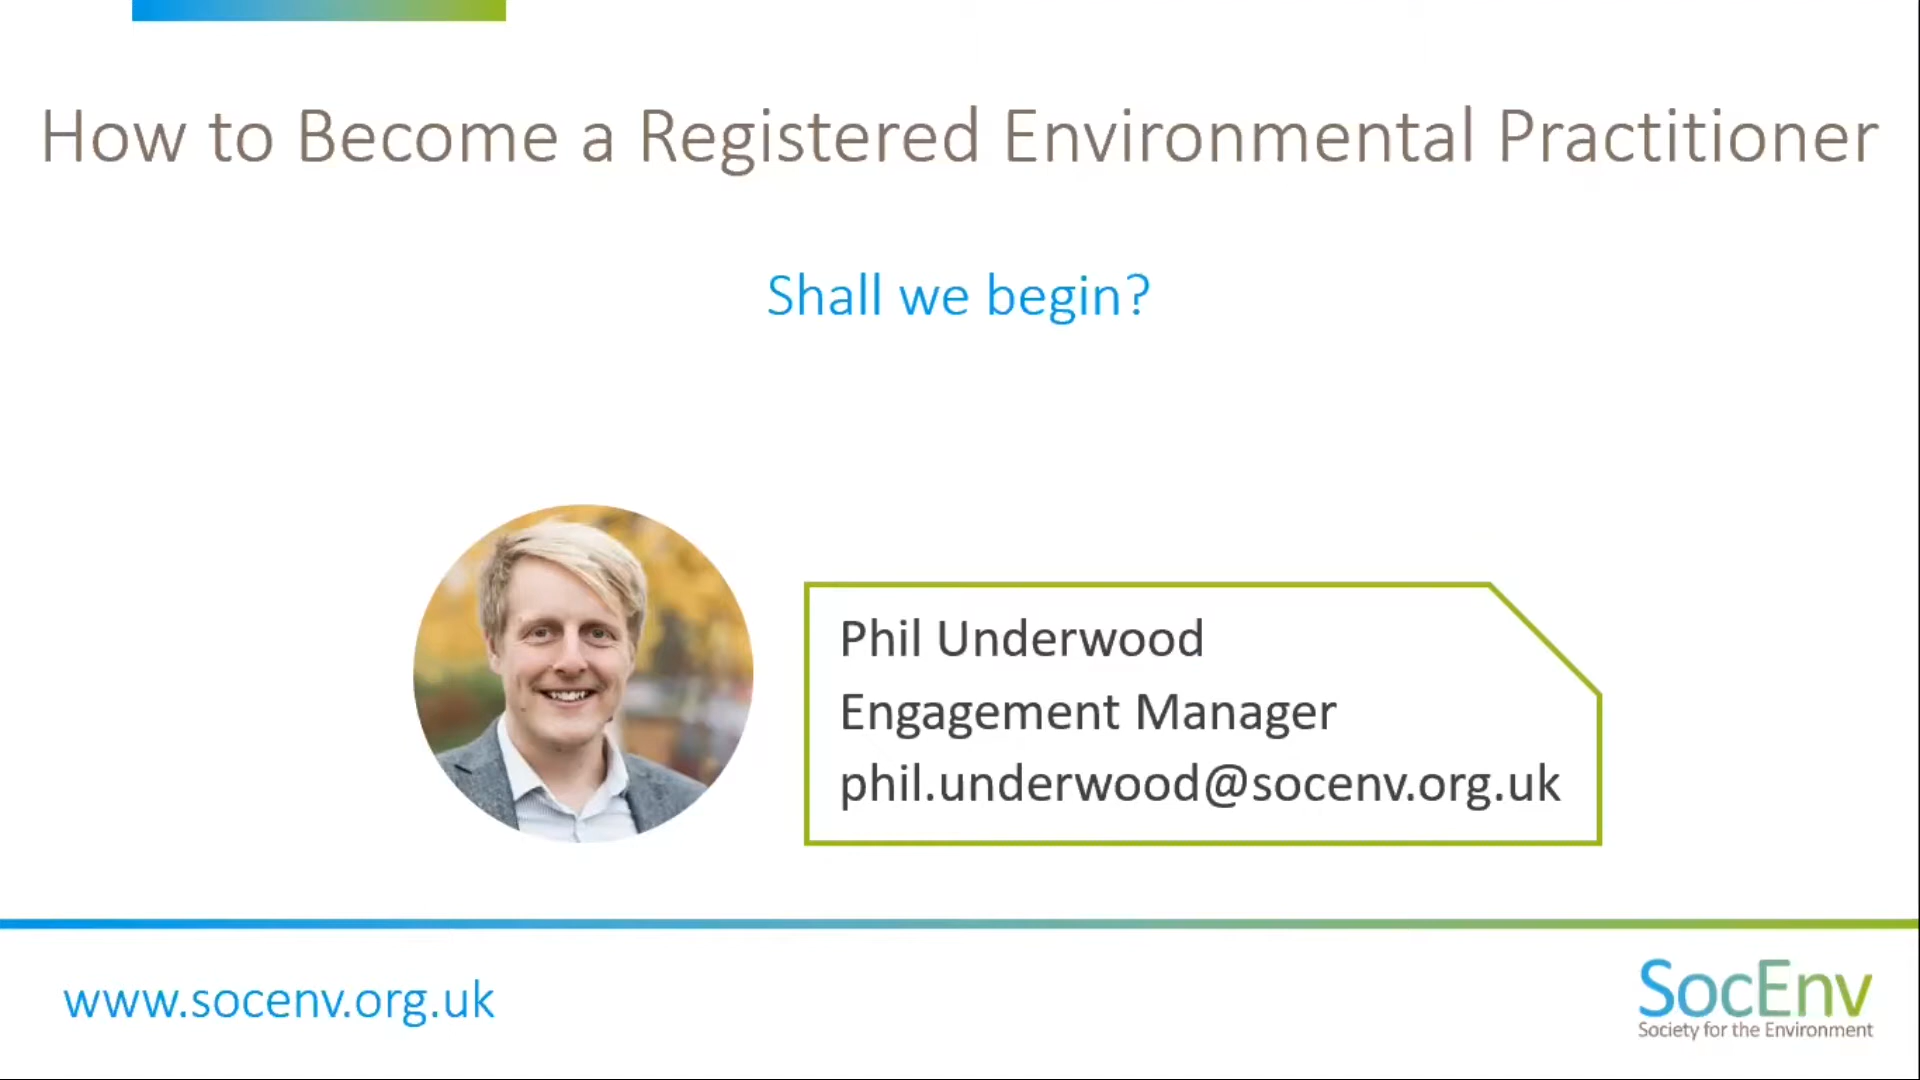 How to Become a Registered Environmental Practitioner
Shall we begin?
Phil Underwood
Engagement Manager
phil.underwood@socenv.org.uk
www.socenv.org.uk
SocEnv
Society for the Environment